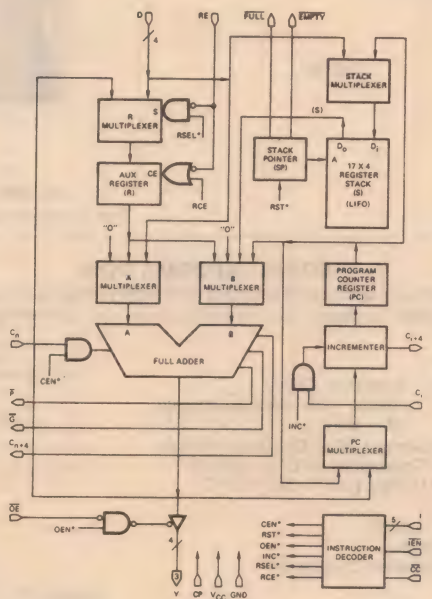 D RE FULL EMPTY
4
STACK
MULTIPLEXER
R S
MULTIPLEXER
RSEL*
(S)
AUX CE
REGISTER
(R)
RCE
STACK
POINTER
(SP)
RST*
Do Di
A
17 X 4
REGISTER
STACK
(S)
(LIFO)
"O" "O"
A
MULTIPLEXER
B
MULTIPLEXER
PROGRAM
COUNTER
REGISTER
(PC)
Cn
CEN*
A B
FULL ADDER
INCREMENTER
Ci+4
P
G
Cn+4
INC*
Ci
PC
MULTIPLEXER
OE
OEN*
4
3
Y CP VCC GND
CEN*
RST*
OEN*
INC*
RSEL*
RCE*
INSTRUCTION
DECODER
5 I
IEN
CC